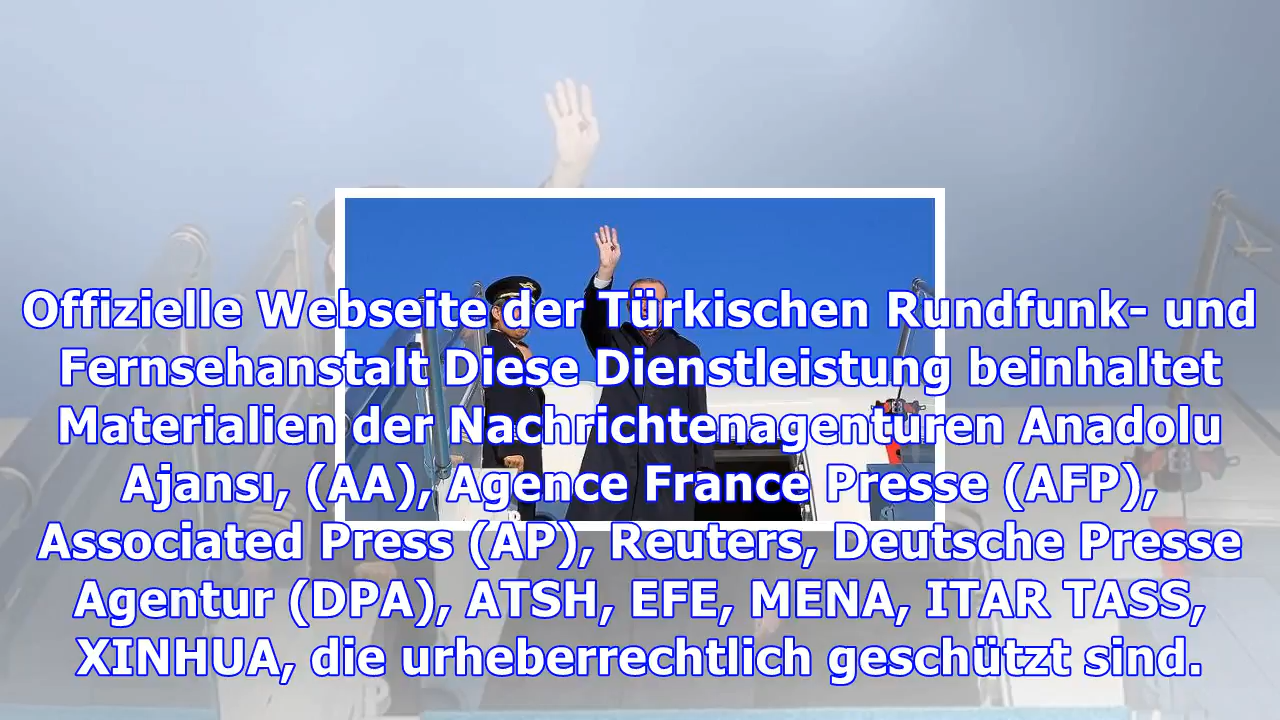 Offizielle Webseite der Türkischen Rundfunk- und
Fernsehanstalt Diese Dienstleistung beinhaltet
Materialien der Nachrichtenagenturen Anadolu
Ajansı, (AA), Agence France Presse (AFP),
Associated Press (AP), Reuters, Deutsche Presse
Agentur (DPA), ATSH, EFE, MENA, ITAR TASS,
XINHUA, die urheberrechtlich geschützt sind.